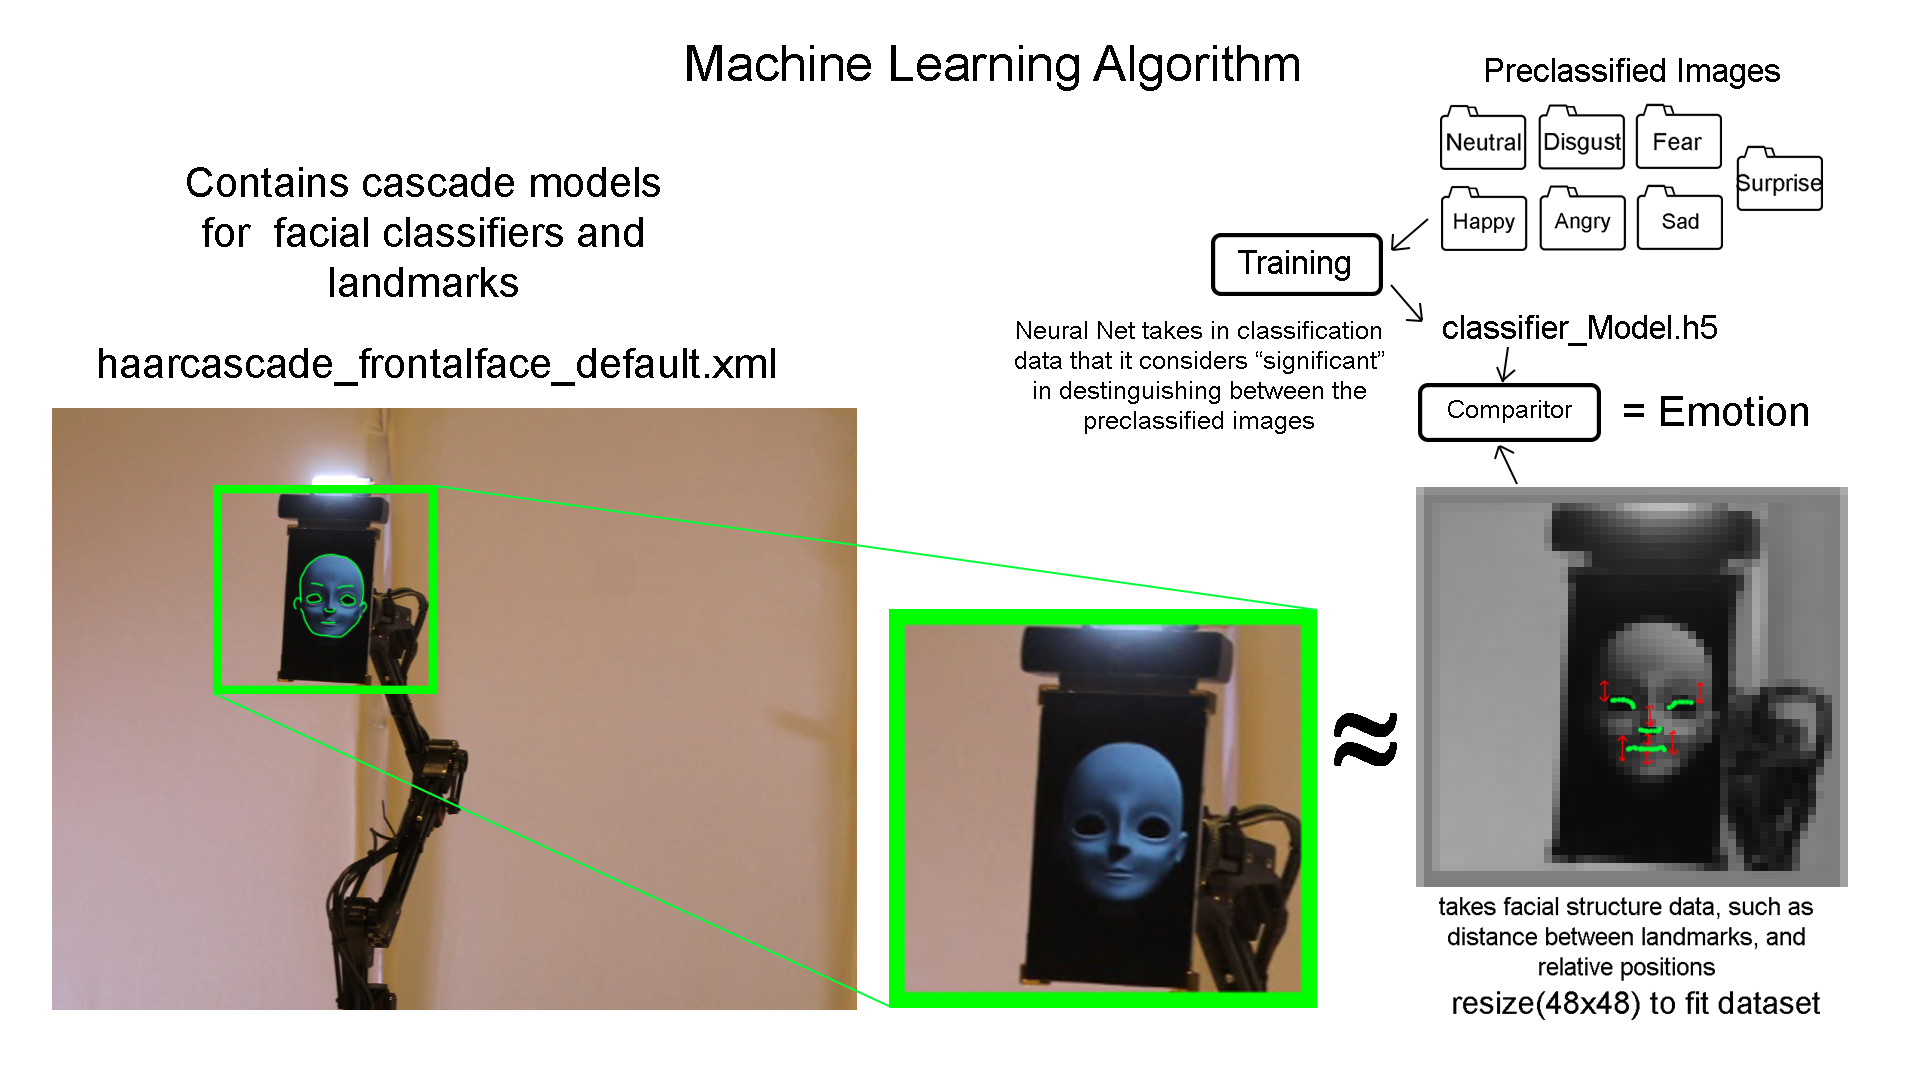 Machine Learning Algorithm
Contains cascade models
for  facial classifiers and
landmarks
haarcascade_frontalface_default.xml
Preclassified Images
Neutral
Disgust
Fear
Surprise
Happy
Angry
Sad
Training
Neural Net takes in classification
data that it considers “significant”
in destinguishing between the
preclassified images
classifier_Model.h5
Comparitor
= Emotion
≈
takes facial structure data, such as
distance between landmarks, and
relative positions
resize(48x48) to fit dataset